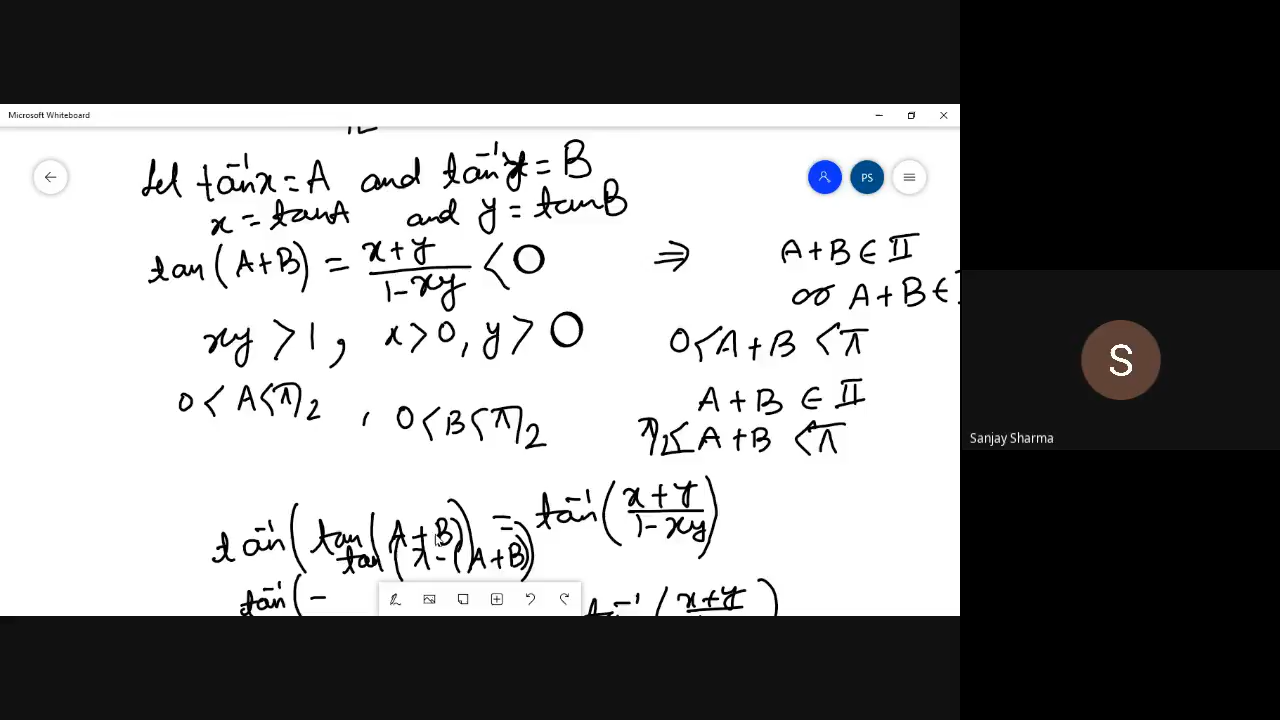 Microsoft Whiteboard
Let tan⁻¹x = A and tan⁻¹y = B
x = tanA and y = tanB
tan(A+B) = x+y / 1-xy < 0 ⇒ A+B ∈ II
or A+B ∈
xy > 1, x > 0, y > 0
0 < A+B < π
0 < A < π/2 , 0 < B < π/2
A+B ∈ II
π/2 < A+B < π
tan⁻¹(tan(A+B)) = tan⁻¹(x+y / 1-xy)
tan(π-(A+B))
tan⁻¹(- tan⁻¹(x+y
PS
S
Sanjay Sharma